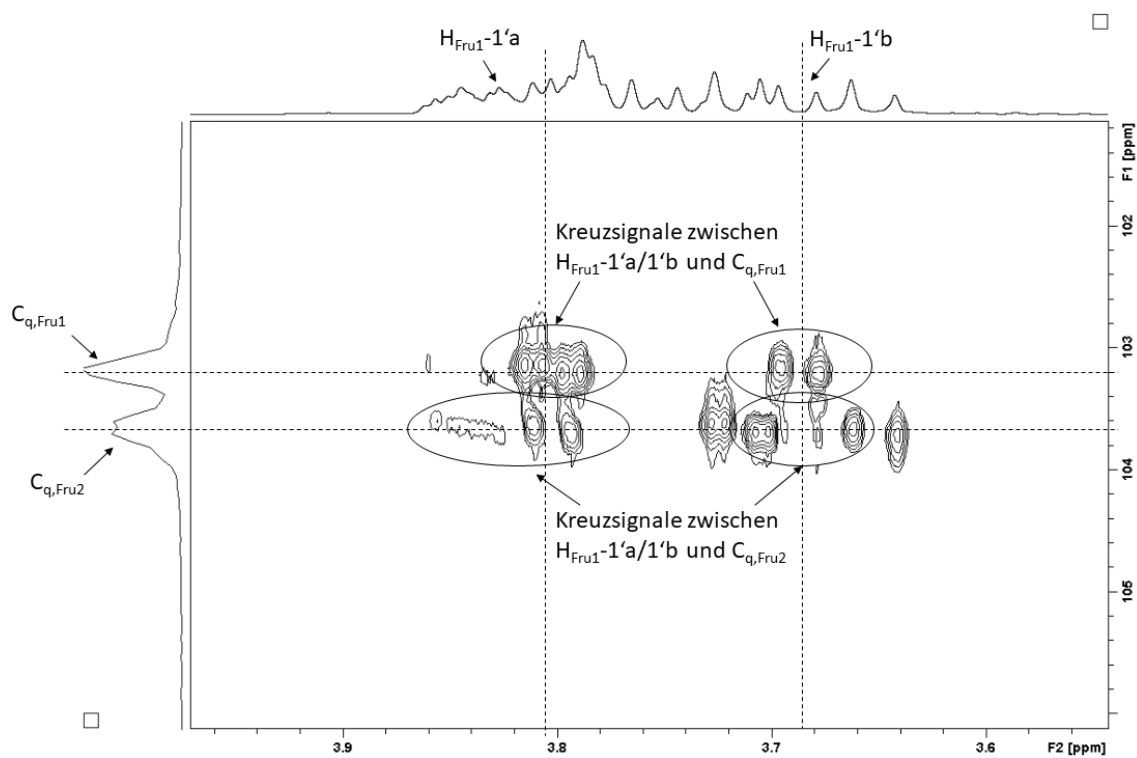 H_Fru1-1‘a
H_Fru1-1‘b
F1 [ppm]
102
103
104
105
Kreuzsignale zwischen
H_Fru1-1‘a/1‘b und C_q,Fru1
C_q,Fru1
C_q,Fru2
Kreuzsignale zwischen
H_Fru1-1‘a/1‘b und C_q,Fru2
3.9
3.8
3.7
3.6
F2 [ppm]